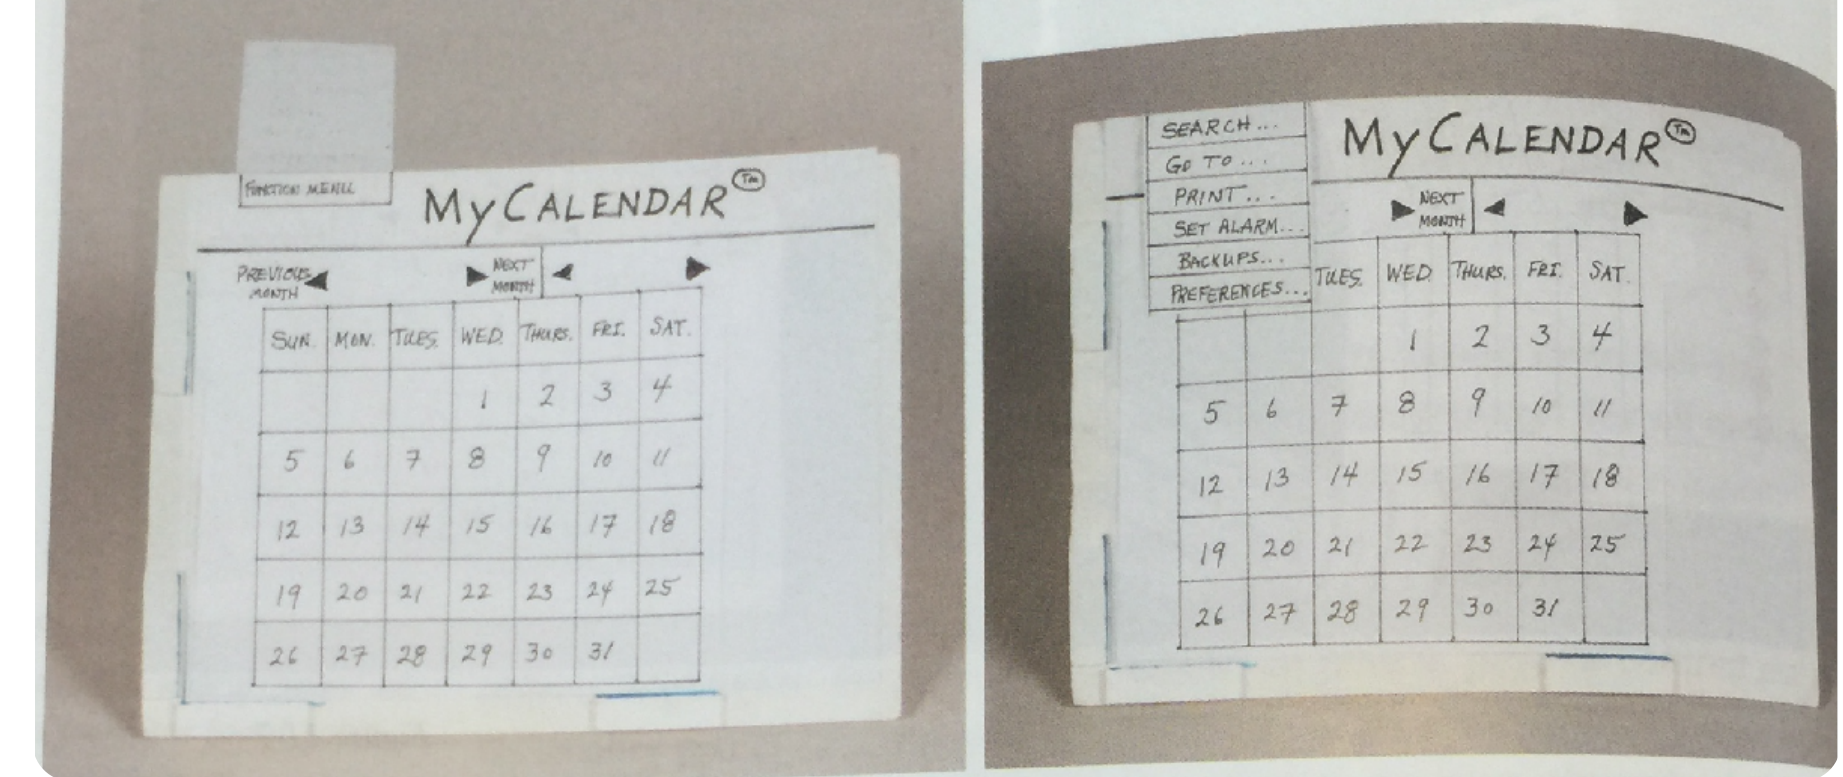 FUNCTION MENU
MyCALENDAR TM
PREVIOUS MONTH
NEXT MONTH
SUN. MON. TUES. WED. THURS. FRI. SAT.
1 2 3 4
5 6 7 8 9 10 11
12 13 14 15 16 17 18
19 20 21 22 23 24 25
26 27 28 29 30 31
SEARCH...
GO TO...
PRINT...
SET ALARM...
BACKUPS...
PREFERENCES...
MyCALENDAR TM
NEXT MONTH
TUES. WED. THURS. FRI. SAT.
1 2 3 4
5 6 7 8 9 10 11
12 13 14 15 16 17 18
19 20 21 22 23 24 25
26 27 28 29 30 31